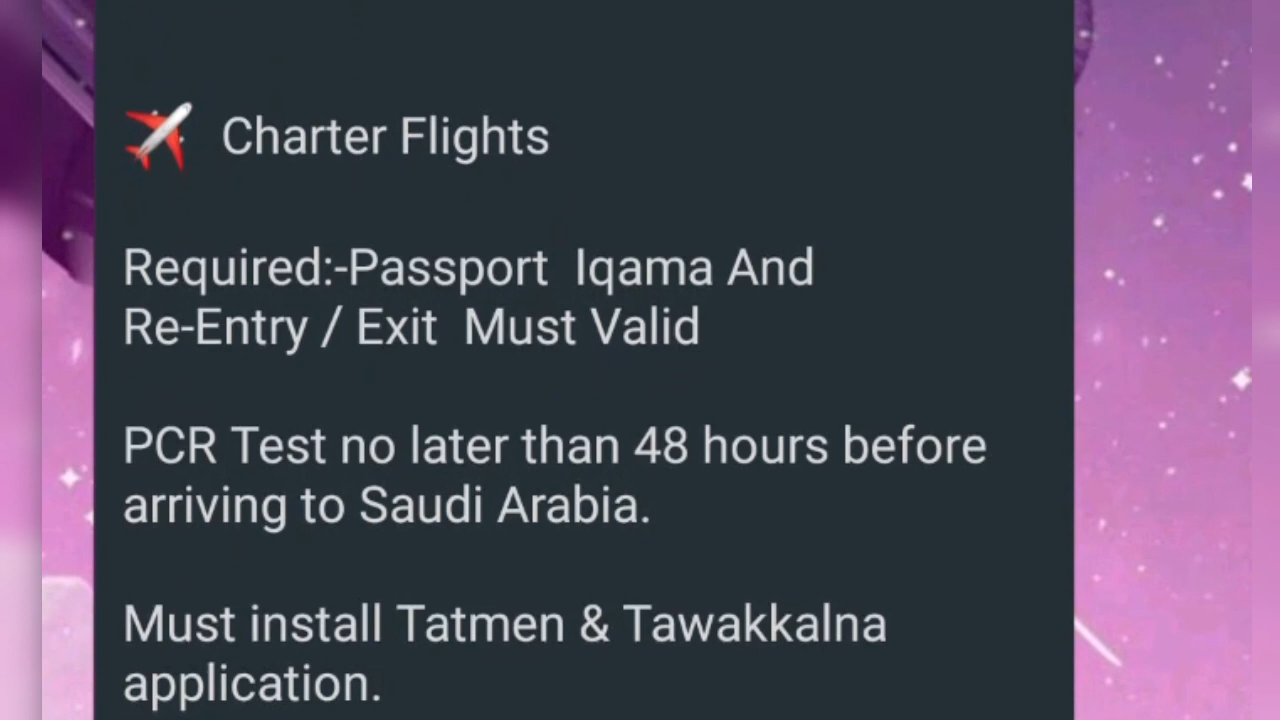 ✈️ Charter Flights
Required:-Passport  Iqama And
Re-Entry / Exit  Must Valid
PCR Test no later than 48 hours before
arriving to Saudi Arabia.
Must install Tatmen & Tawakkalna
application.